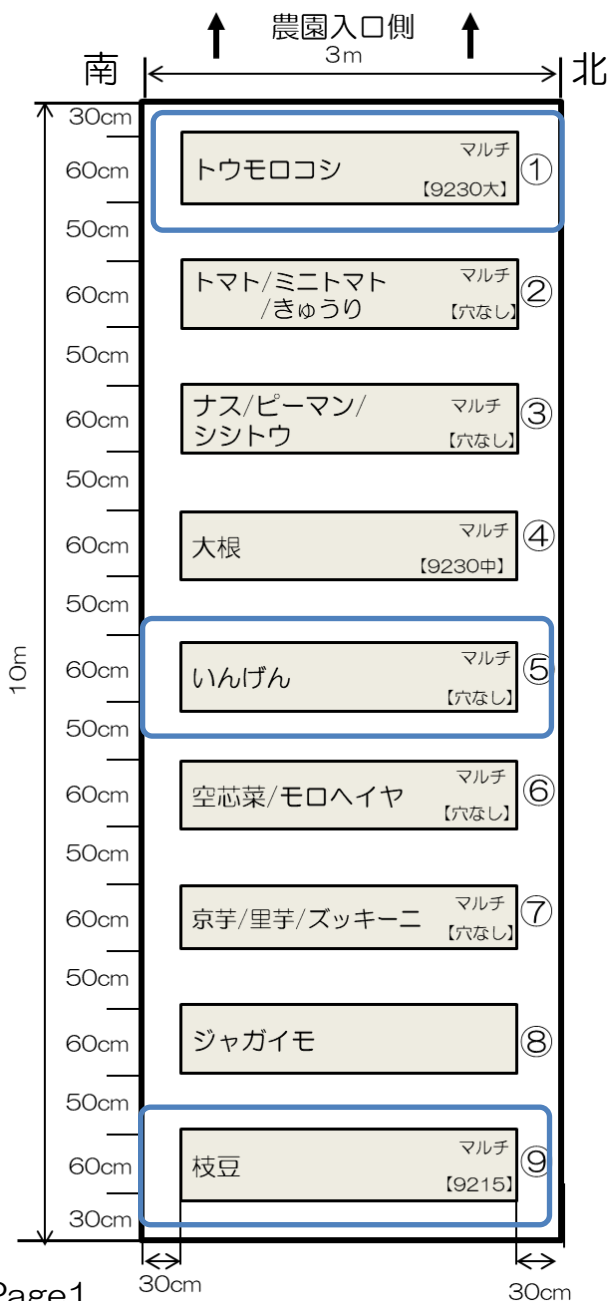 農園入口側
3m
南
北
30cm
60cm
トウモロコシ
マルチ
【9230大】
①
50cm
60cm
トマト/ミニトマト
/きゅうり
マルチ
【穴なし】
②
50cm
60cm
ナス/ピーマン/
シシトウ
マルチ
【穴なし】
③
50cm
60cm
大根
マルチ
【9230中】
④
50cm
10m
60cm
いんげん
マルチ
【穴なし】
⑤
50cm
60cm
空芯菜/モロヘイヤ
マルチ
【穴なし】
⑥
50cm
60cm
京芋/里芋/ズッキーニ
マルチ
【穴なし】
⑦
50cm
60cm
ジャガイモ
⑧
50cm
60cm
枝豆
マルチ
【9215】
⑨
30cm
30cm
30cm
Page1